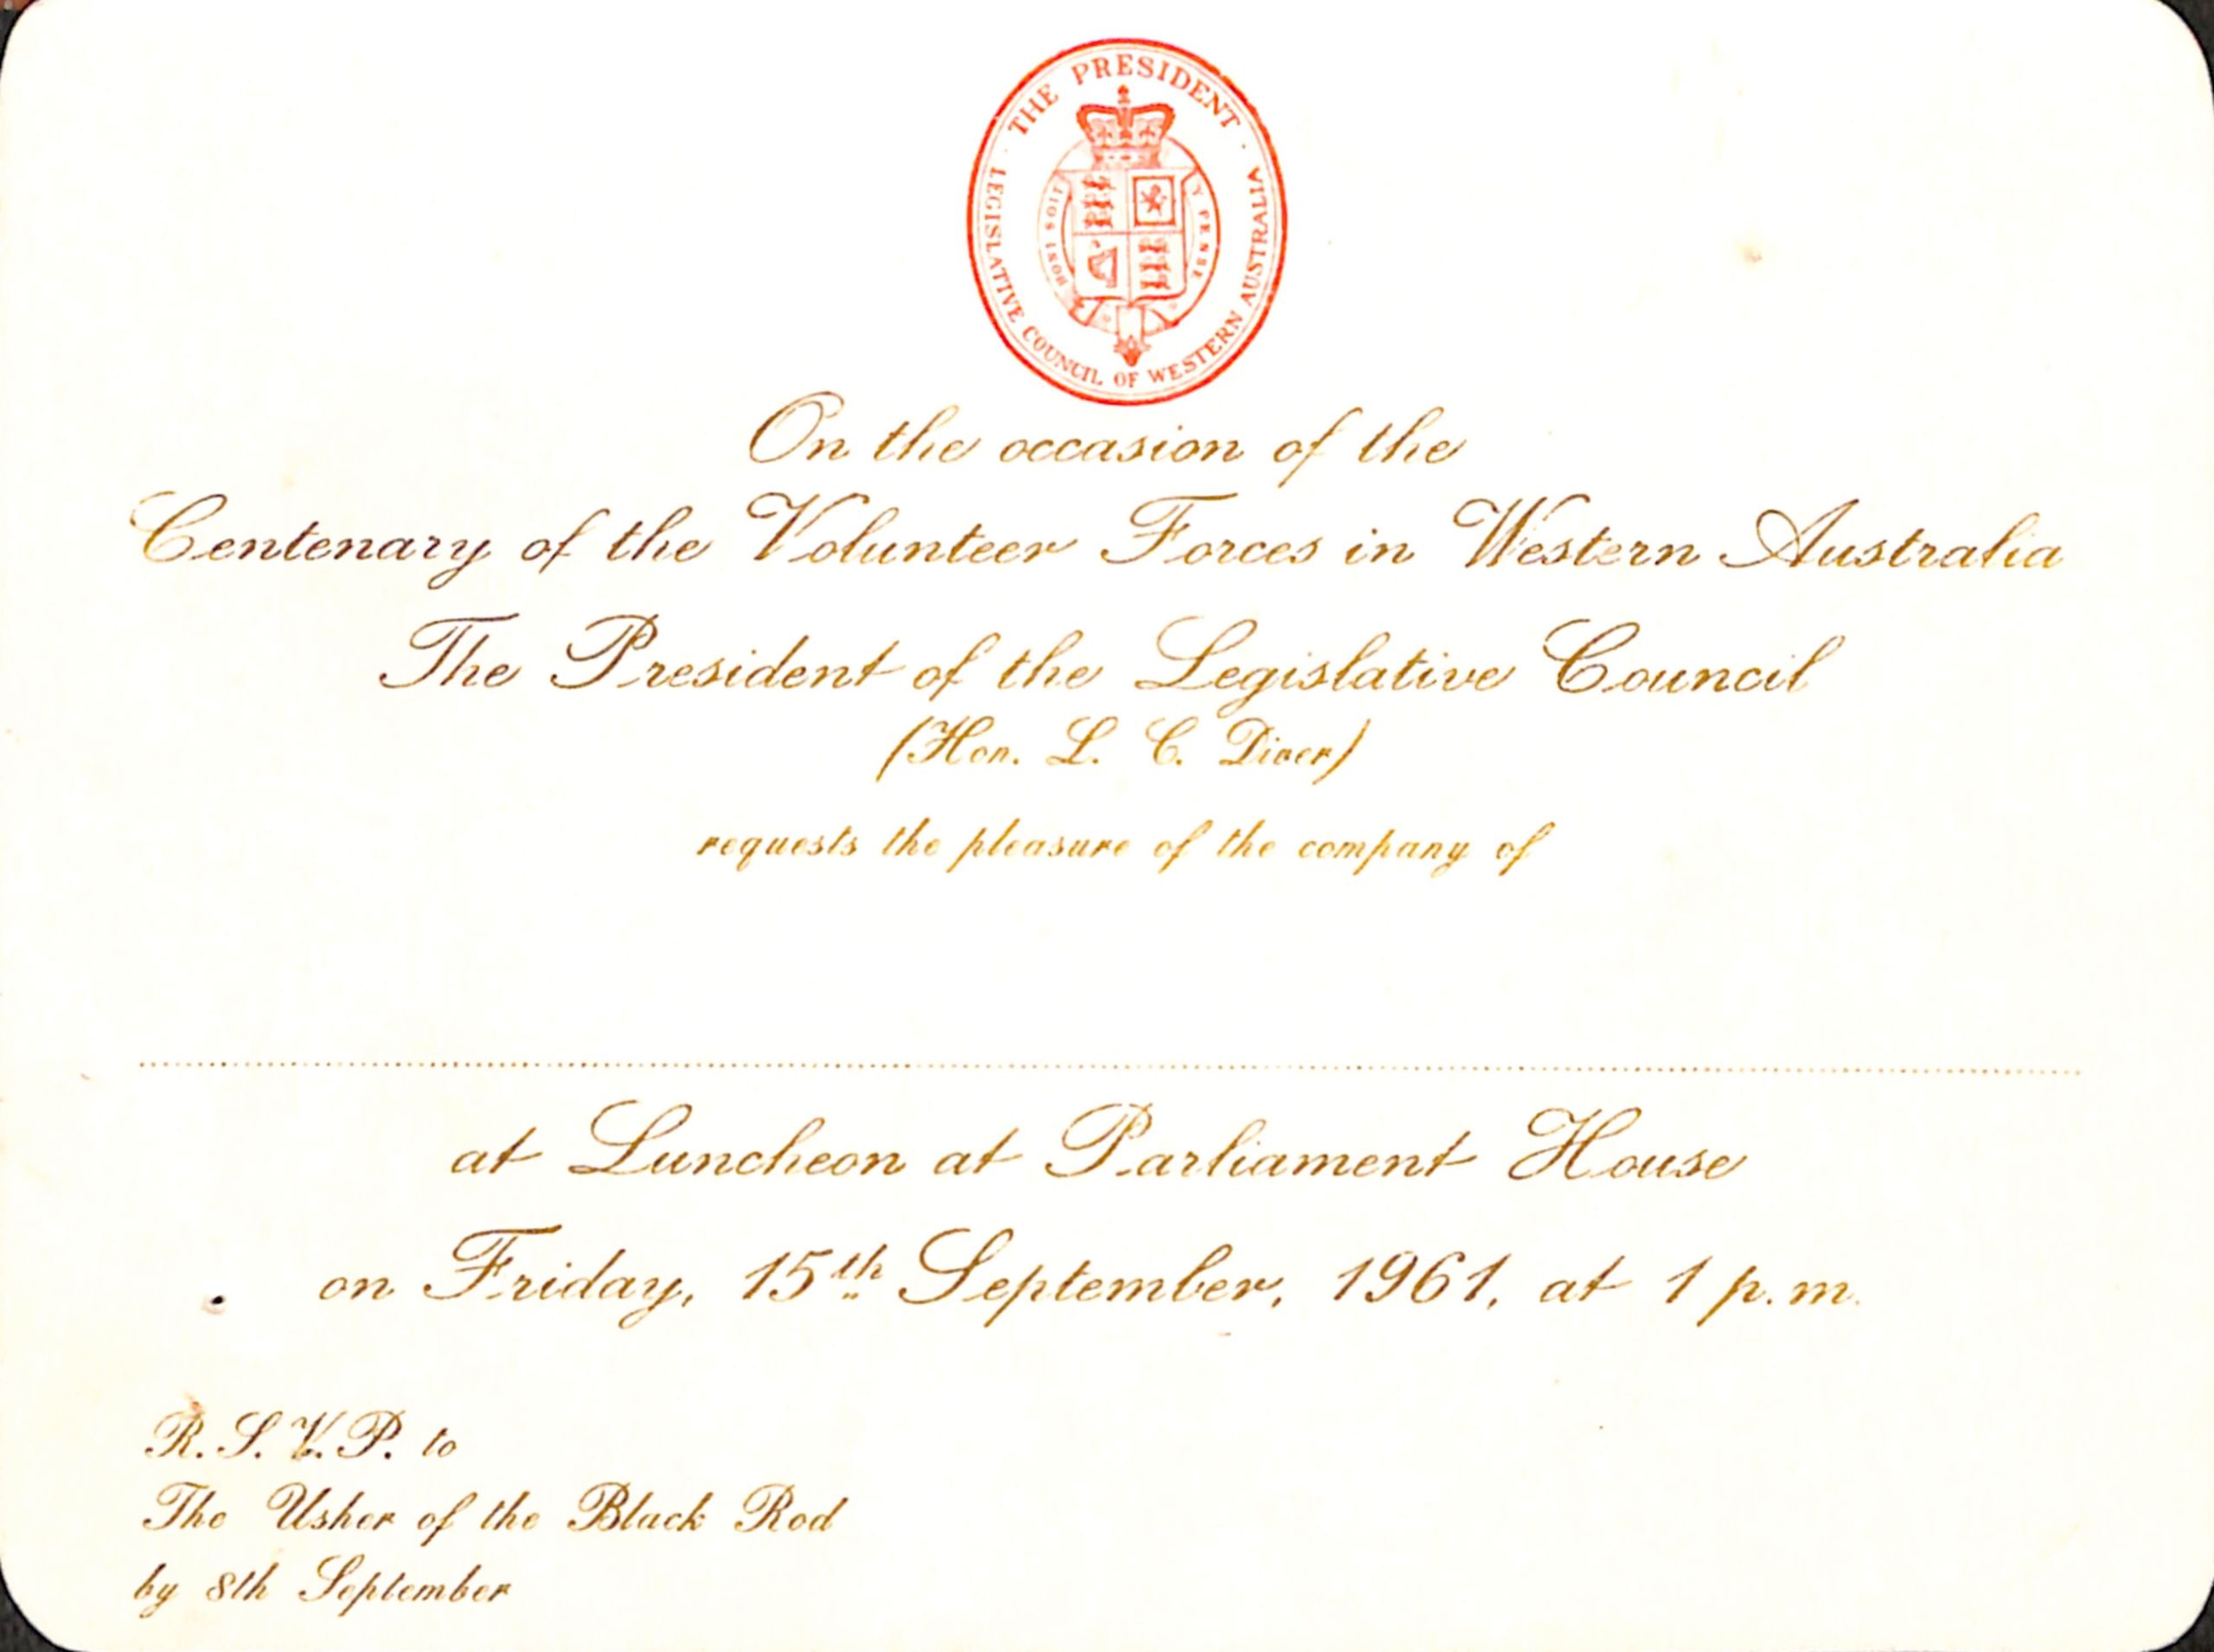 THE PRESIDENT
LEGISLATIVE COUNCIL OF WESTERN AUSTRALIA
HONI SOIT Y PENSE
On the occasion of the
Centenary of the Volunteer Forces in Western Australia
The President of the Legislative Council
(Hon. L. C. Diver)
requests the pleasure of the company of
at Luncheon at Parliament House
on Friday, 15th September, 1961, at 1 p.m.
R.S.V.P. to
The Usher of the Black Rod
by 8th September